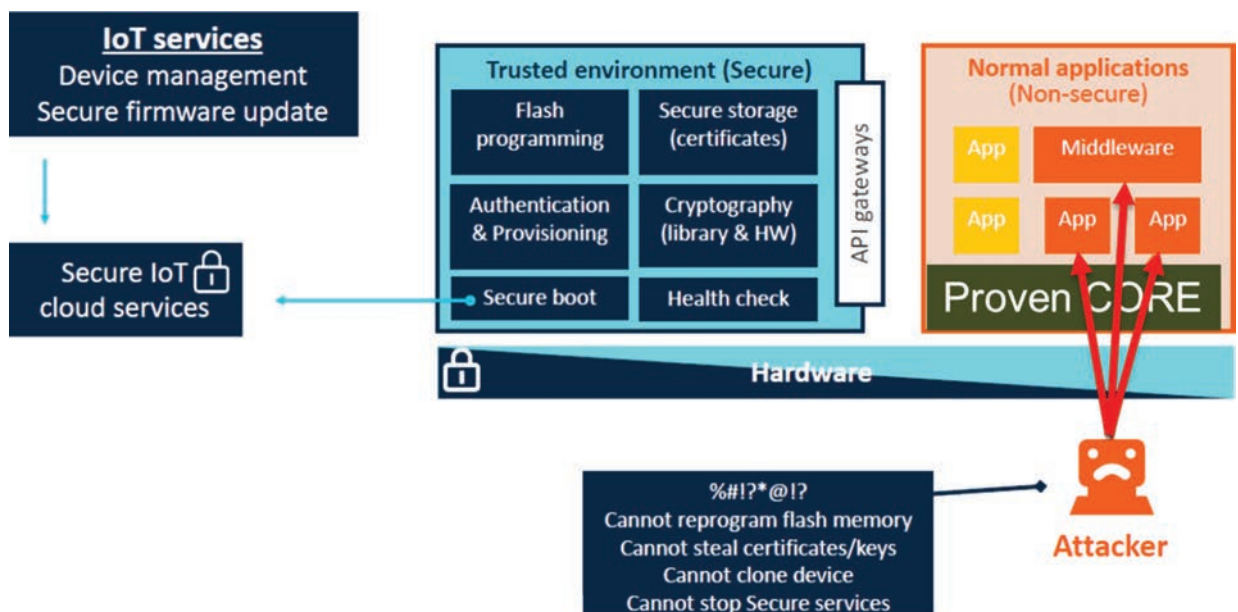 IoT services
Device management
Secure firmware update
Secure IoT
cloud services
Trusted environment (Secure)
Flash
programming
Secure storage
(certificates)
Authentication
& Provisioning
Cryptography
(library & HW)
Secure boot
Health check
API gateways
Normal applications
(Non-secure)
App
Middleware
App
App
App
Proven CORE
Hardware
%#!?*@!?
Cannot reprogram flash memory
Cannot steal certificates/keys
Cannot clone device
Cannot stop Secure services
Attacker